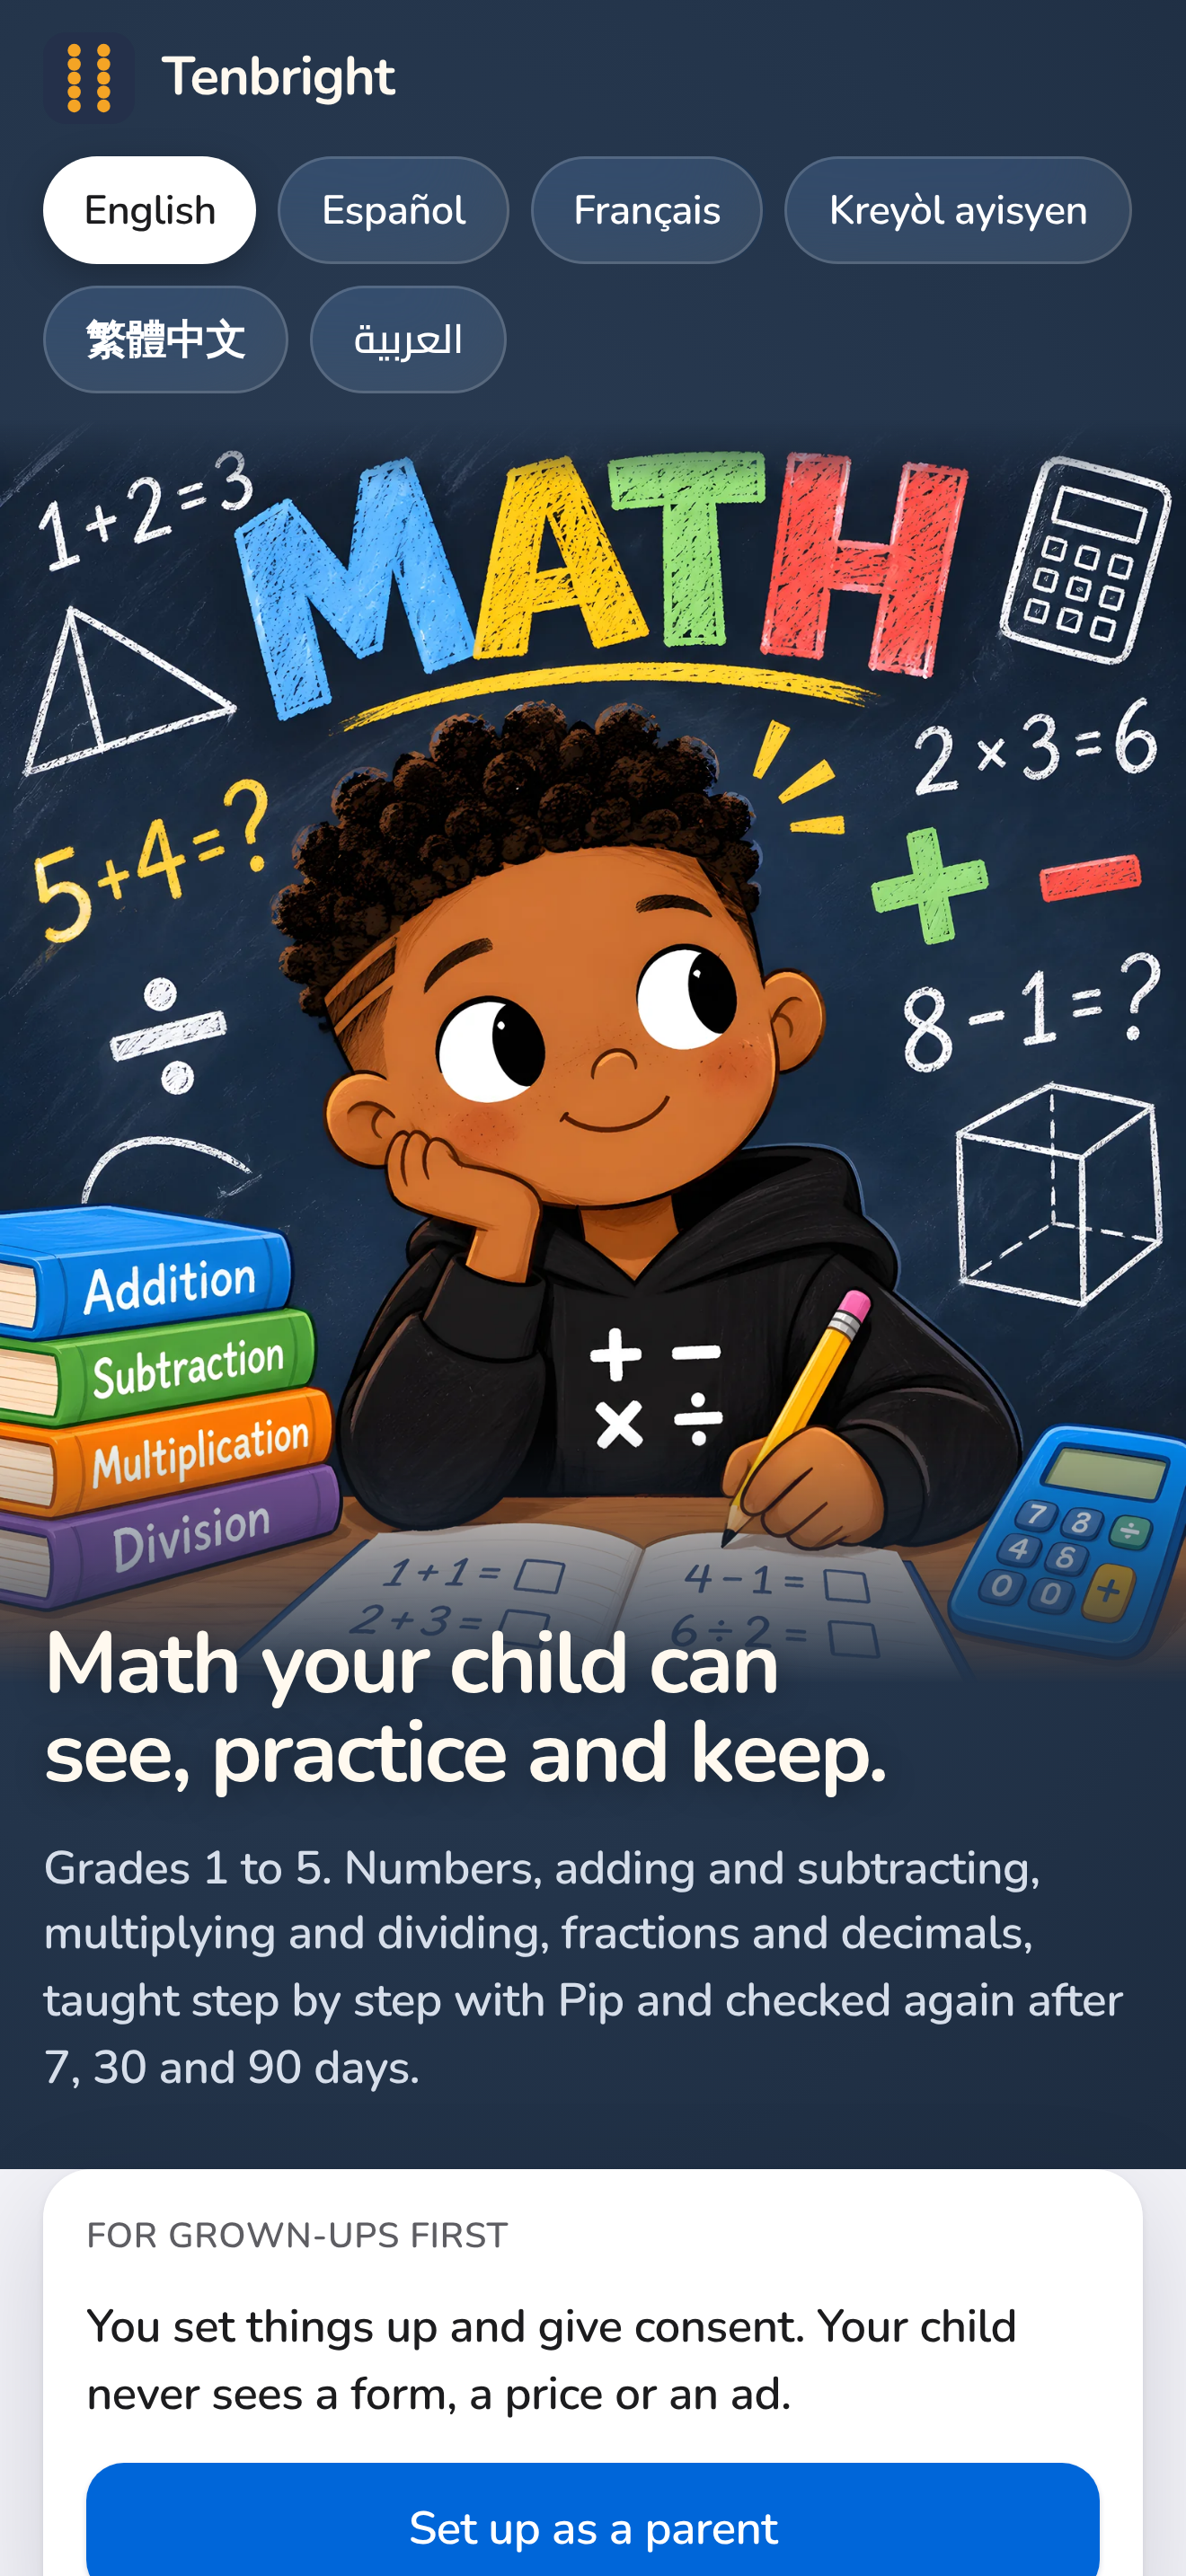 Tenbright
English
Español
Français
Kreyòl ayisyen
繁體中文
العربية
1+2=3
MATH
2×3=6
5+4=?
+ −
8−1=?
÷
Addition
Subtraction
Multiplication
Division
+ −
× ÷
7 8 ÷
4 6
0 0 +
1+1=
4−1=
2+3=
6÷2=
Math your child can
see, practice and keep.
Grades 1 to 5. Numbers, adding and subtracting,
multiplying and dividing, fractions and decimals,
taught step by step with Pip and checked again after
7, 30 and 90 days.
FOR GROWN-UPS FIRST
You set things up and give consent. Your child
never sees a form, a price or an ad.
Set up as a parent